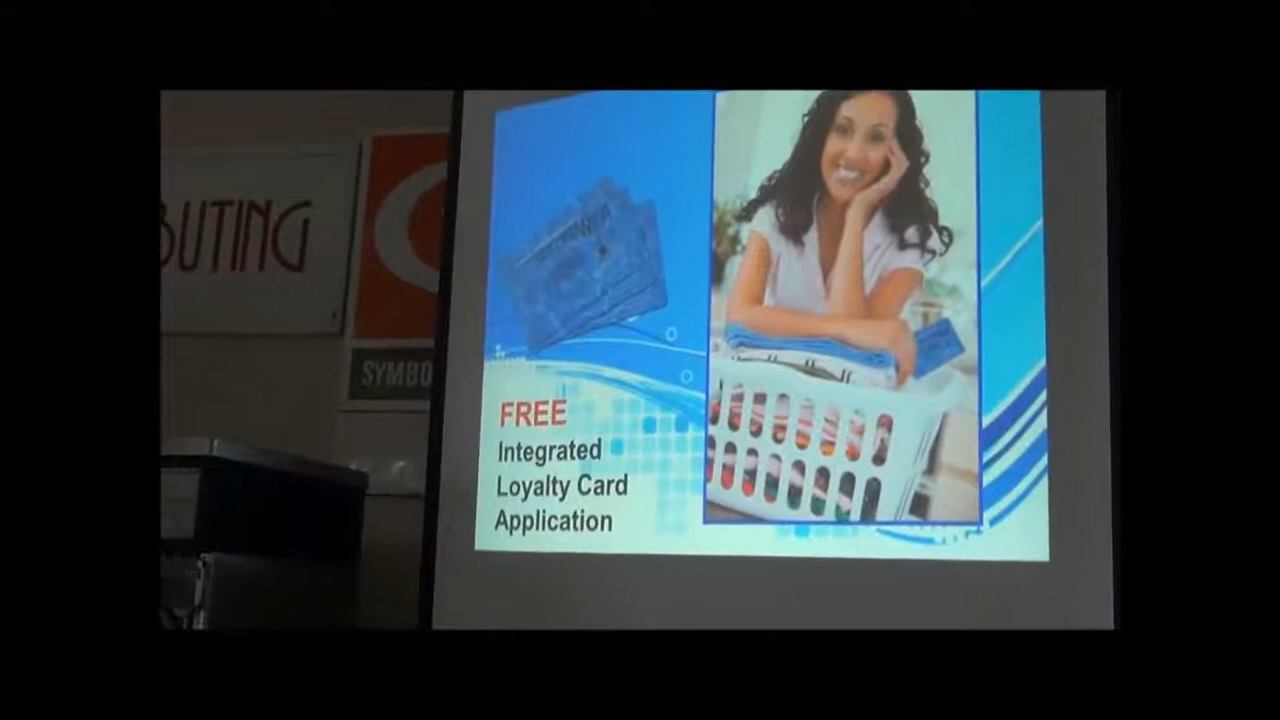 BUTING
SYMBO
FREE
Integrated
Loyalty Card
Application